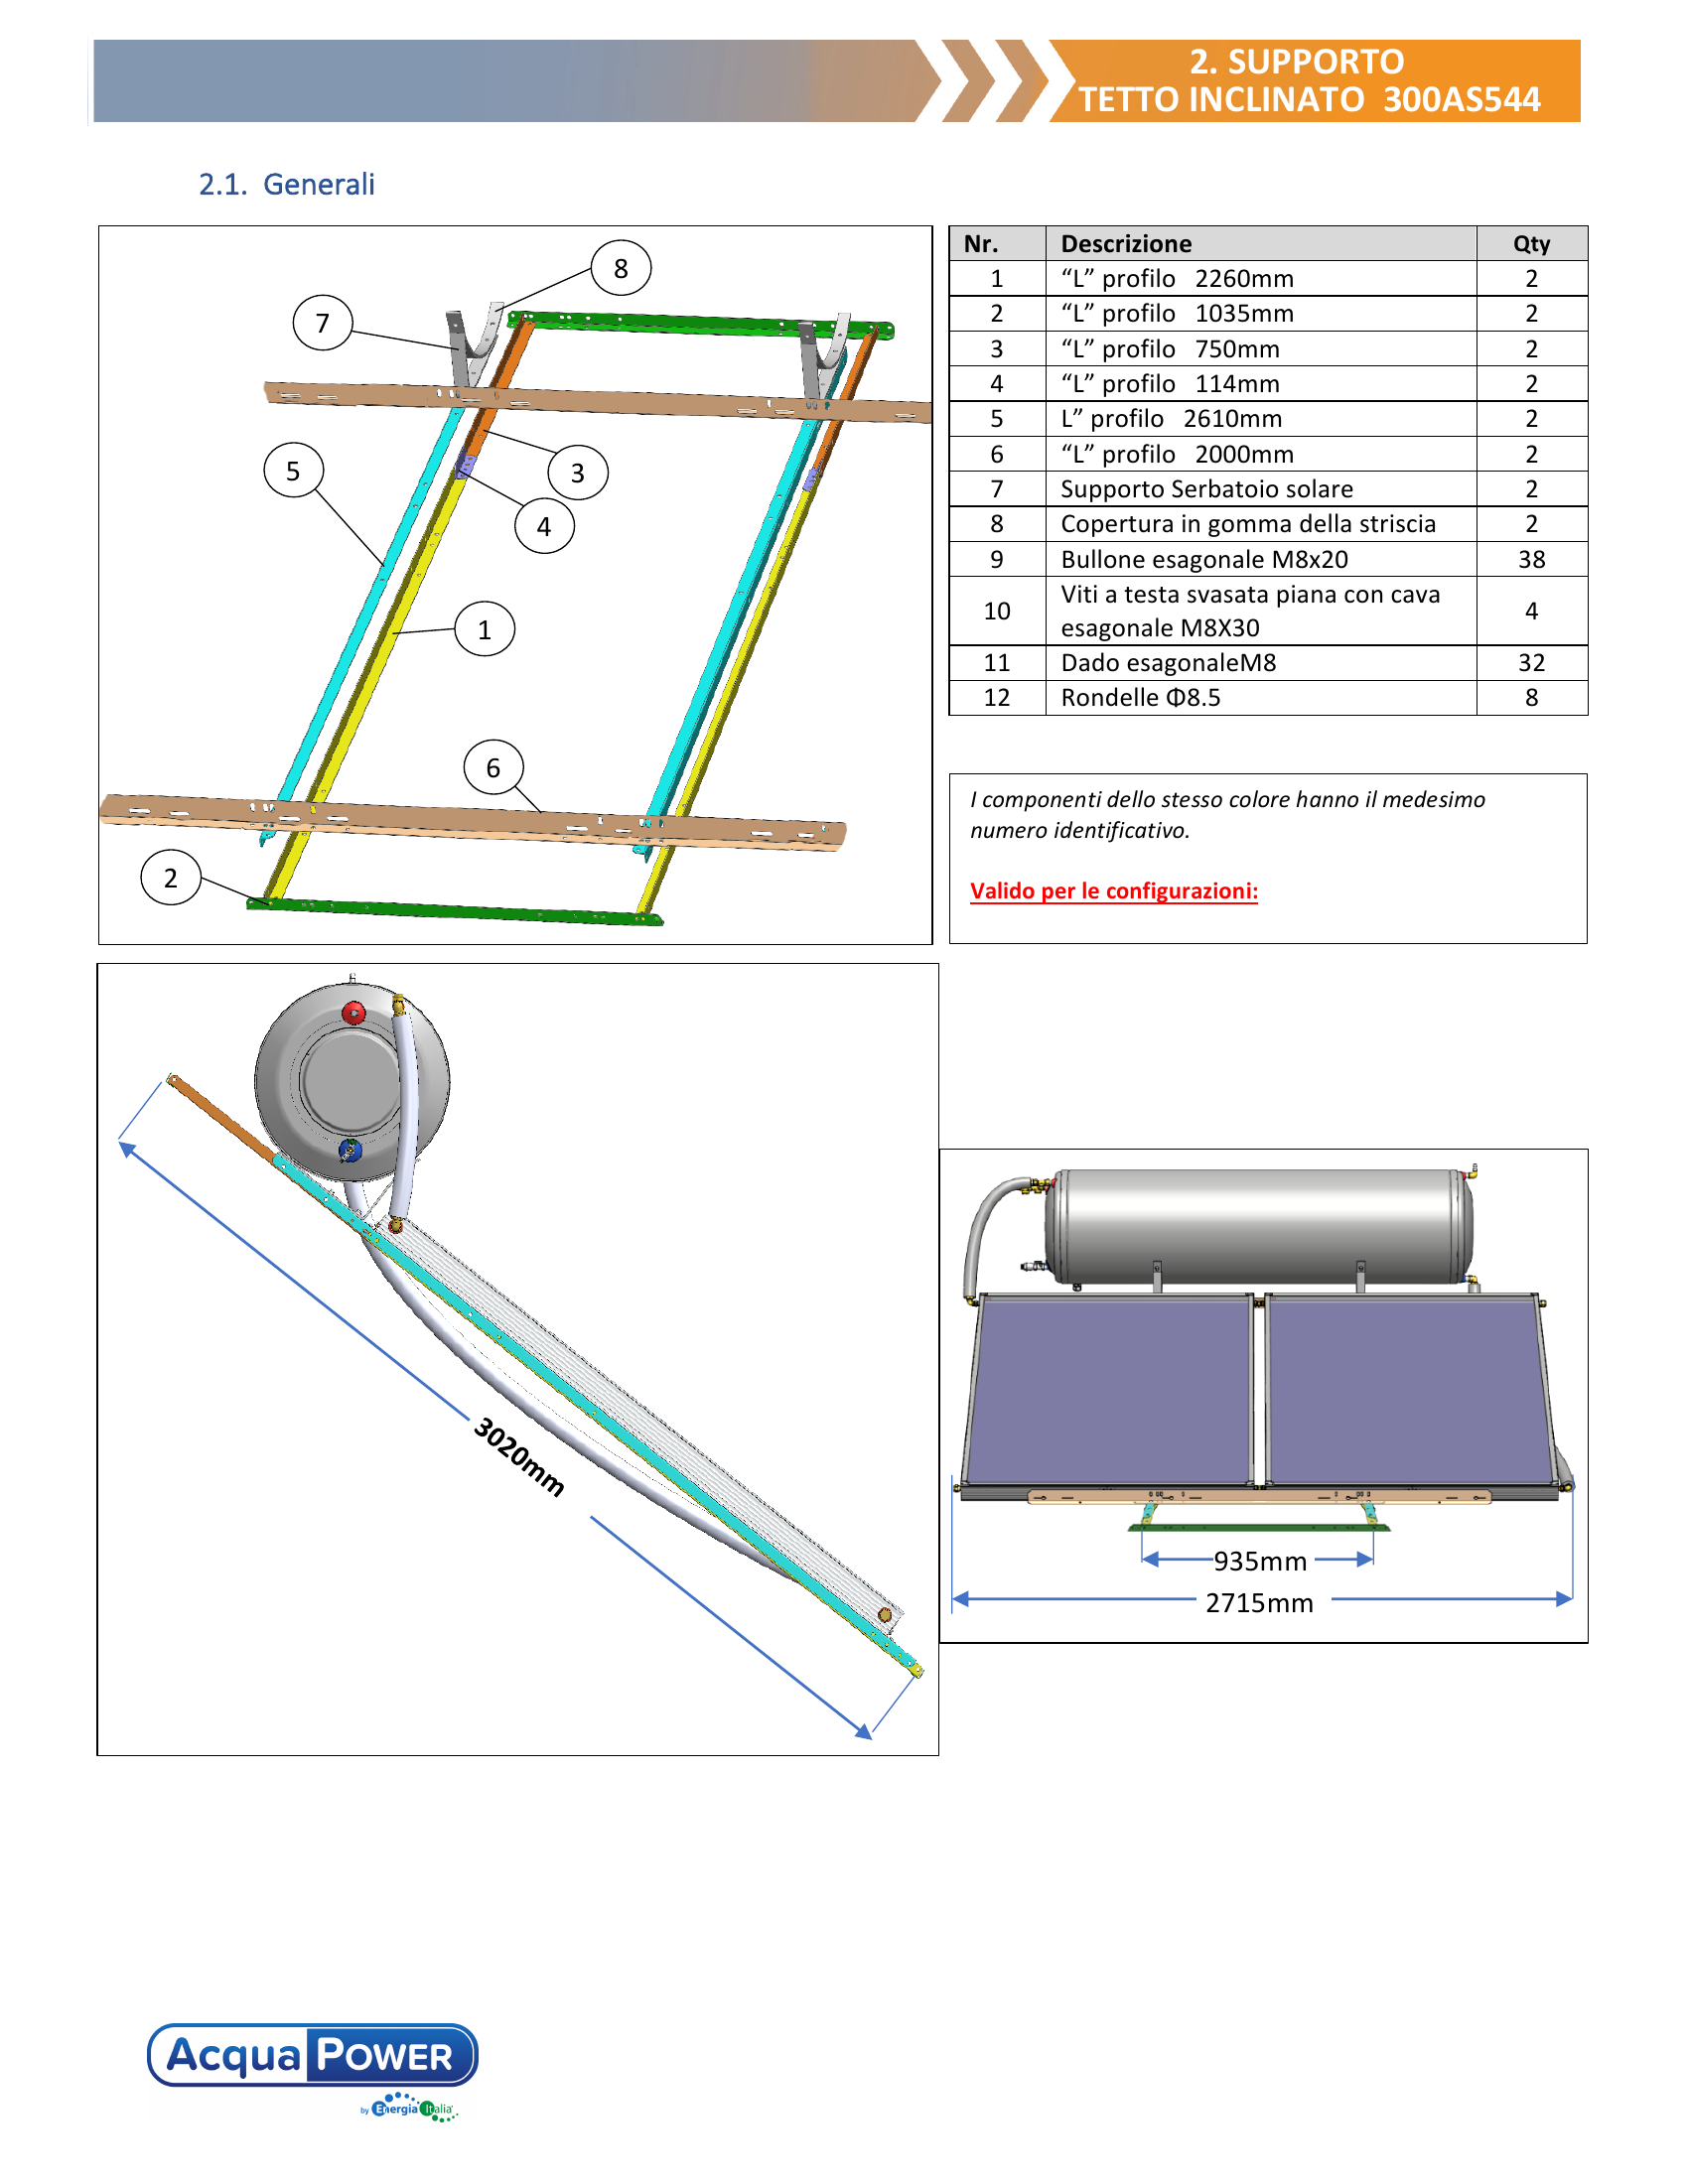 2. SUPPORTO
TETTO INCLINATO 300AS544
2.1. Generali
8
7
5
3
4
1
6
2
Nr. Descrizione Qty
1 “L” profilo 2260mm 2
2 “L” profilo 1035mm 2
3 “L” profilo 750mm 2
4 “L” profilo 114mm 2
5 L” profilo 2610mm 2
6 “L” profilo 2000mm 2
7 Supporto Serbatoio solare 2
8 Copertura in gomma della striscia 2
9 Bullone esagonale M8x20 38
10 Viti a testa svasata piana con cava
esagonale M8X30 4
11 Dado esagonaleM8 32
12 Rondelle Φ8.5 8
I componenti dello stesso colore hanno il medesimo
numero identificativo.
Valido per le configurazioni:
3020mm
935mm
2715mm
Acqua POWER
by Energia Italia